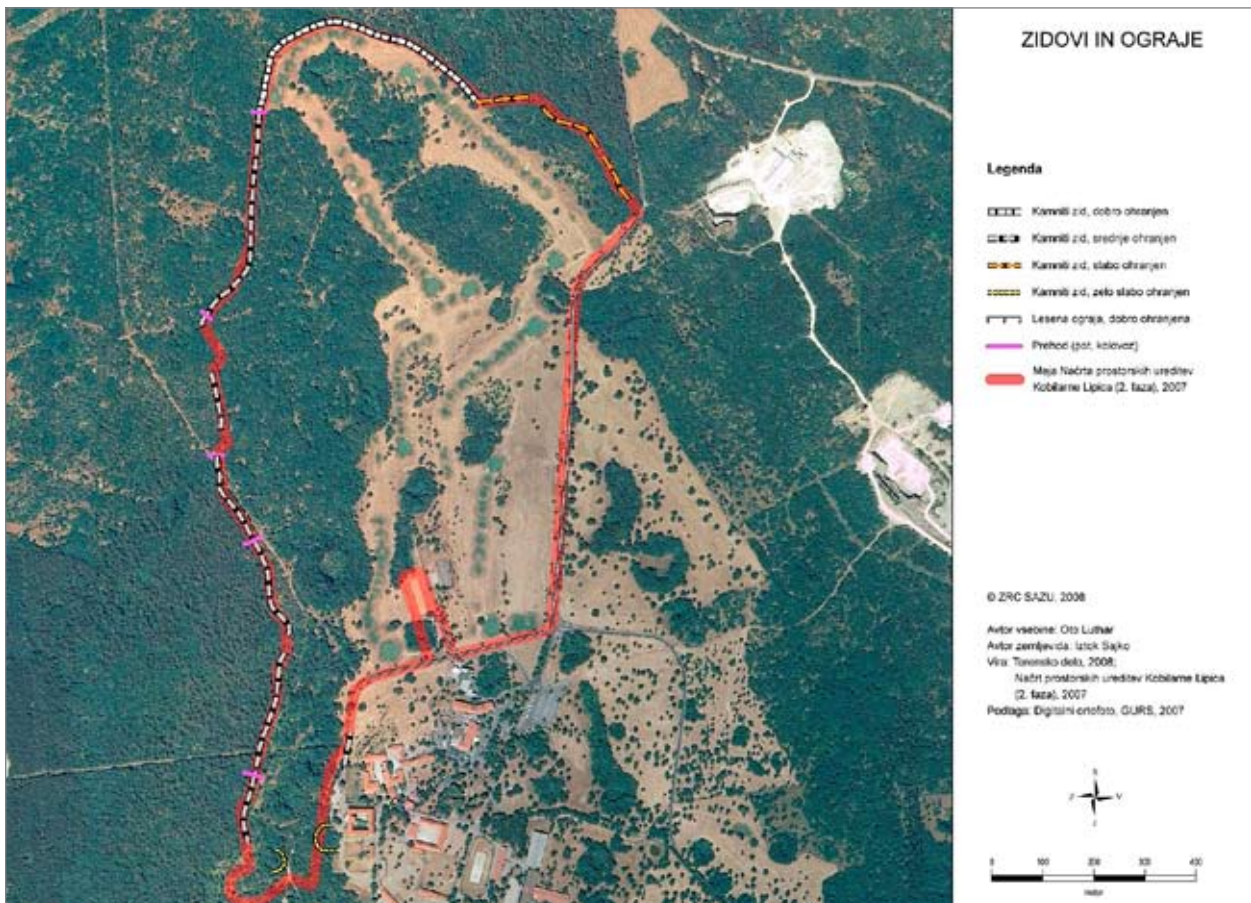 ZIDOVI IN OGRAJE
Legenda
Kamniti zid, dobro ohranjen
Kamniti zid, srednje ohranjen
Kamniti zid, slabo ohranjen
Kamniti zid, zelo slabo ohranjen
Lesena ograja, dobro ohranjena
Prehod (pot, kolovoz)
Meja Načrta prostorskih ureditev
Kobilarne Lipica (2. faza), 2007
© ZRC SAZU, 2008
Avtor vsebine: Oto Luthar
Avtor zemljevida: Iztok Sajko
Vira: Terensko delo, 2008;
Načrt prostorskih ureditev Kobilarne Lipica
(2. faza), 2007
Podlaga: Digitalni ortofoto, GURS, 2007
S
Z V
J
0 100 200 300 400